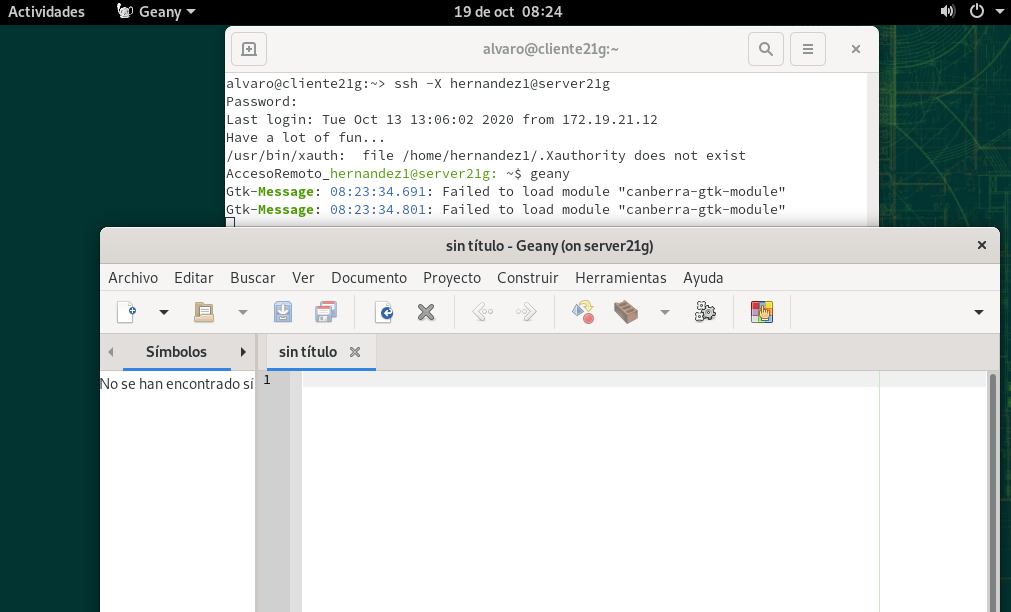 Actividades Geany 19 de oct 08:24
alvaro@cliente21g:~
alvaro@cliente21g:~> ssh -X hernandez1@server21g
Password:
Last login: Tue Oct 13 13:06:02 2020 from 172.19.21.12
Have a lot of fun...
/usr/bin/xauth:  file /home/hernandez1/.Xauthority does not exist
AccesoRemoto_hernandez1@server21g: ~$ geany
Gtk-Message: 08:23:34.691: Failed to load module "canberra-gtk-module"
Gtk-Message: 08:23:34.801: Failed to load module "canberra-gtk-module"
sin título - Geany (on server21g)
Archivo Editar Buscar Ver Documento Proyecto Construir Herramientas Ayuda
Símbolos sin título
No se han encontrado sí
1